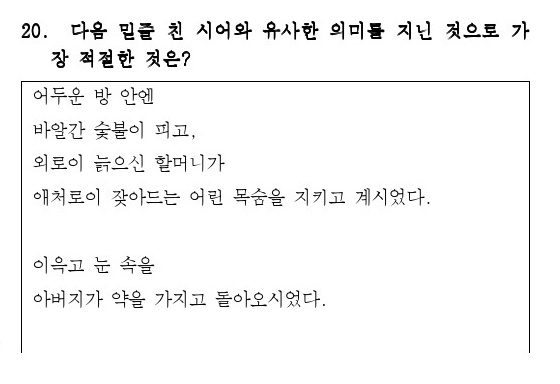 20. 다음 밑줄 친 시어와 유사한 의미를 지닌 것으로 가
장 적절한 것은?
어두운 방 안엔
바알간 숯불이 피고,
외로이 늙으신 할머니가
애처로이 잦아드는 어린 목숨을 지키고 계시었다.
이윽고 눈 속을
아버지가 약을 가지고 돌아오시었다.